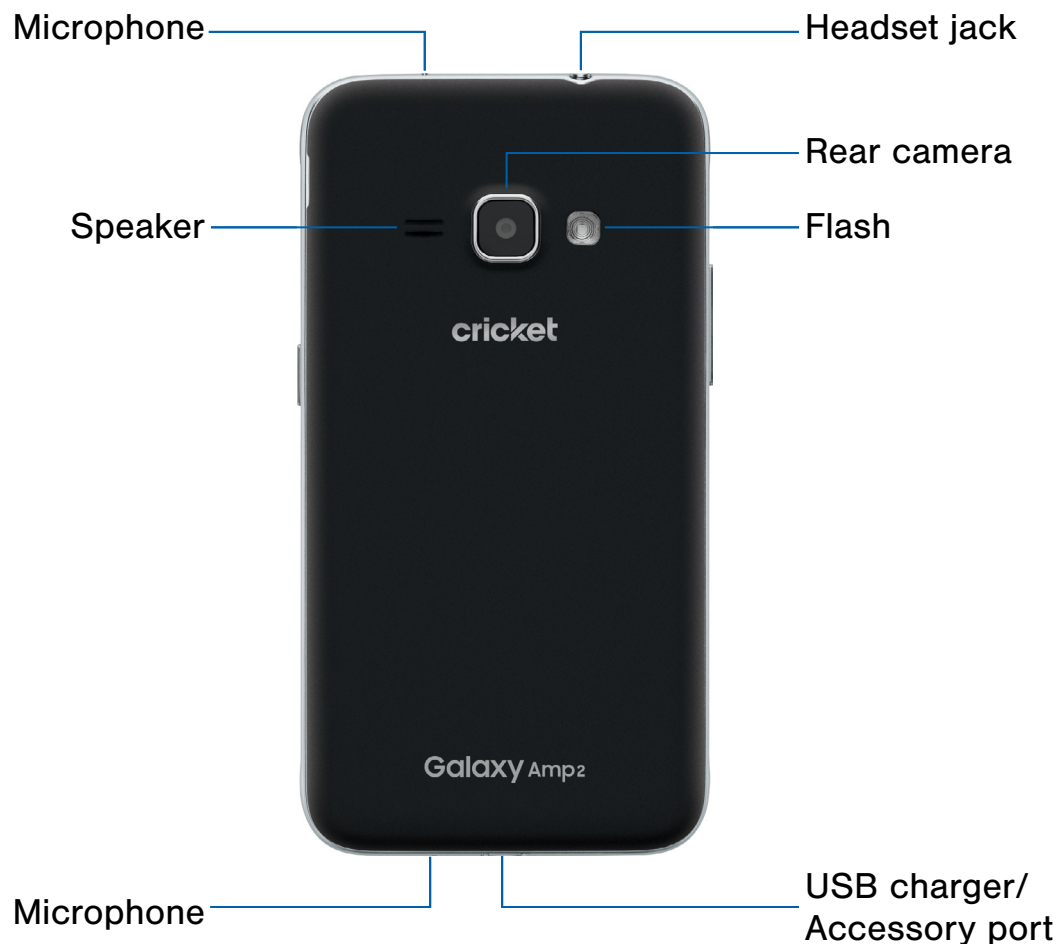 Microphone
Headset jack
Rear camera
Speaker
Flash
cricket
Galaxy Amp2
Microphone
USB charger/
Accessory port